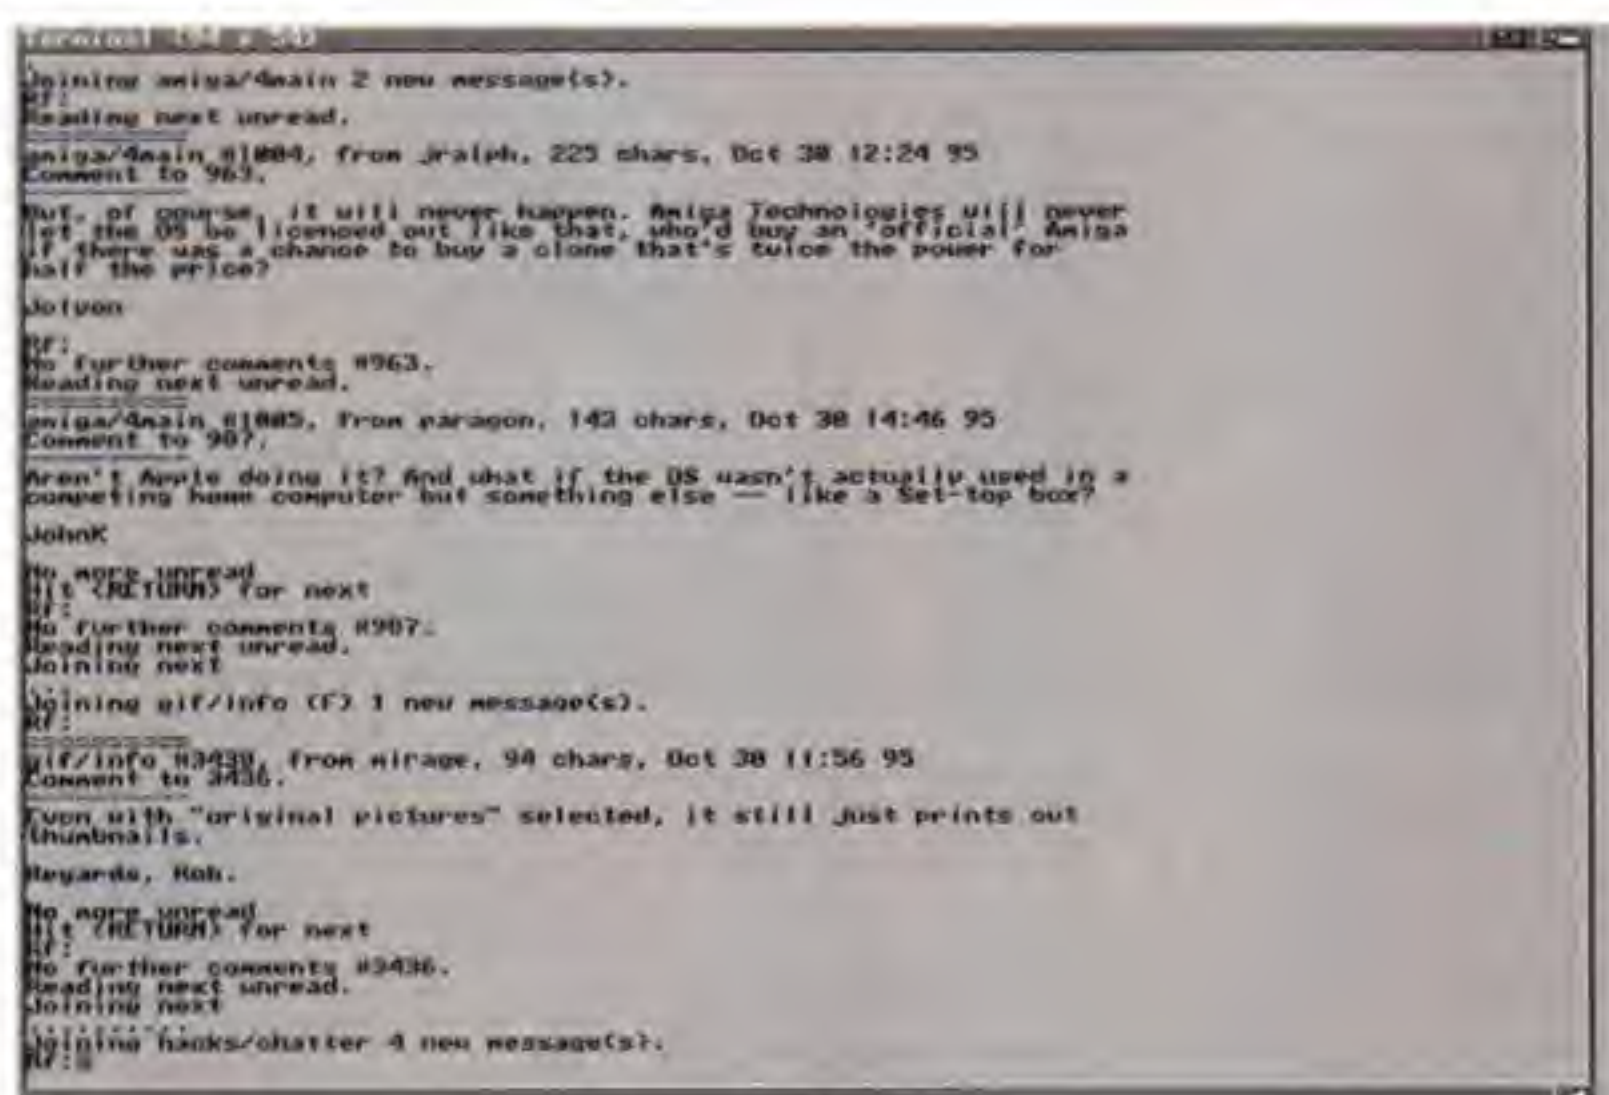 Terminal
Joining amiga/4main 2 new message(s).
Rf:
Reading next unread.
==========
amiga/4main #1004, from jralph, 225 chars, Oct 30 12:24 95
Comment to 963.
----------
But, of course, it will never happen. Amiga Technologies will never
let the OS be licenced out like that, who'd buy an 'official' Amiga
if there was a chance to buy a clone that's twice the power for
half the price?
Jolyon
Rf:
No further comments #963.
Reading next unread.
==========
amiga/4main #1005, from paragon, 143 chars, Oct 30 14:46 95
Comment to 987.
----------
Aren't Apple doing it? And what if the OS wasn't actually used in a
competing home computer but something else -- like a Set-top box?
JohnK
No more unread
Hit <RETURN> for next
Rf:
No further comments #987.
Reading next unread.
Joining next
...
Joining gif/info (F) 1 new message(s).
Rf:
==========
gif/info #3439, from mirage, 94 chars, Oct 30 11:56 95
Comment to 3436.
----------
Even with "original pictures" selected, it still just prints out
thumbnails.
Regards, Rob.
No more unread
Hit <RETURN> for next
Rf:
No further comments #3436.
Reading next unread.
Joining next
..........
Joining hacks/chatter 4 new message(s).
Rf: